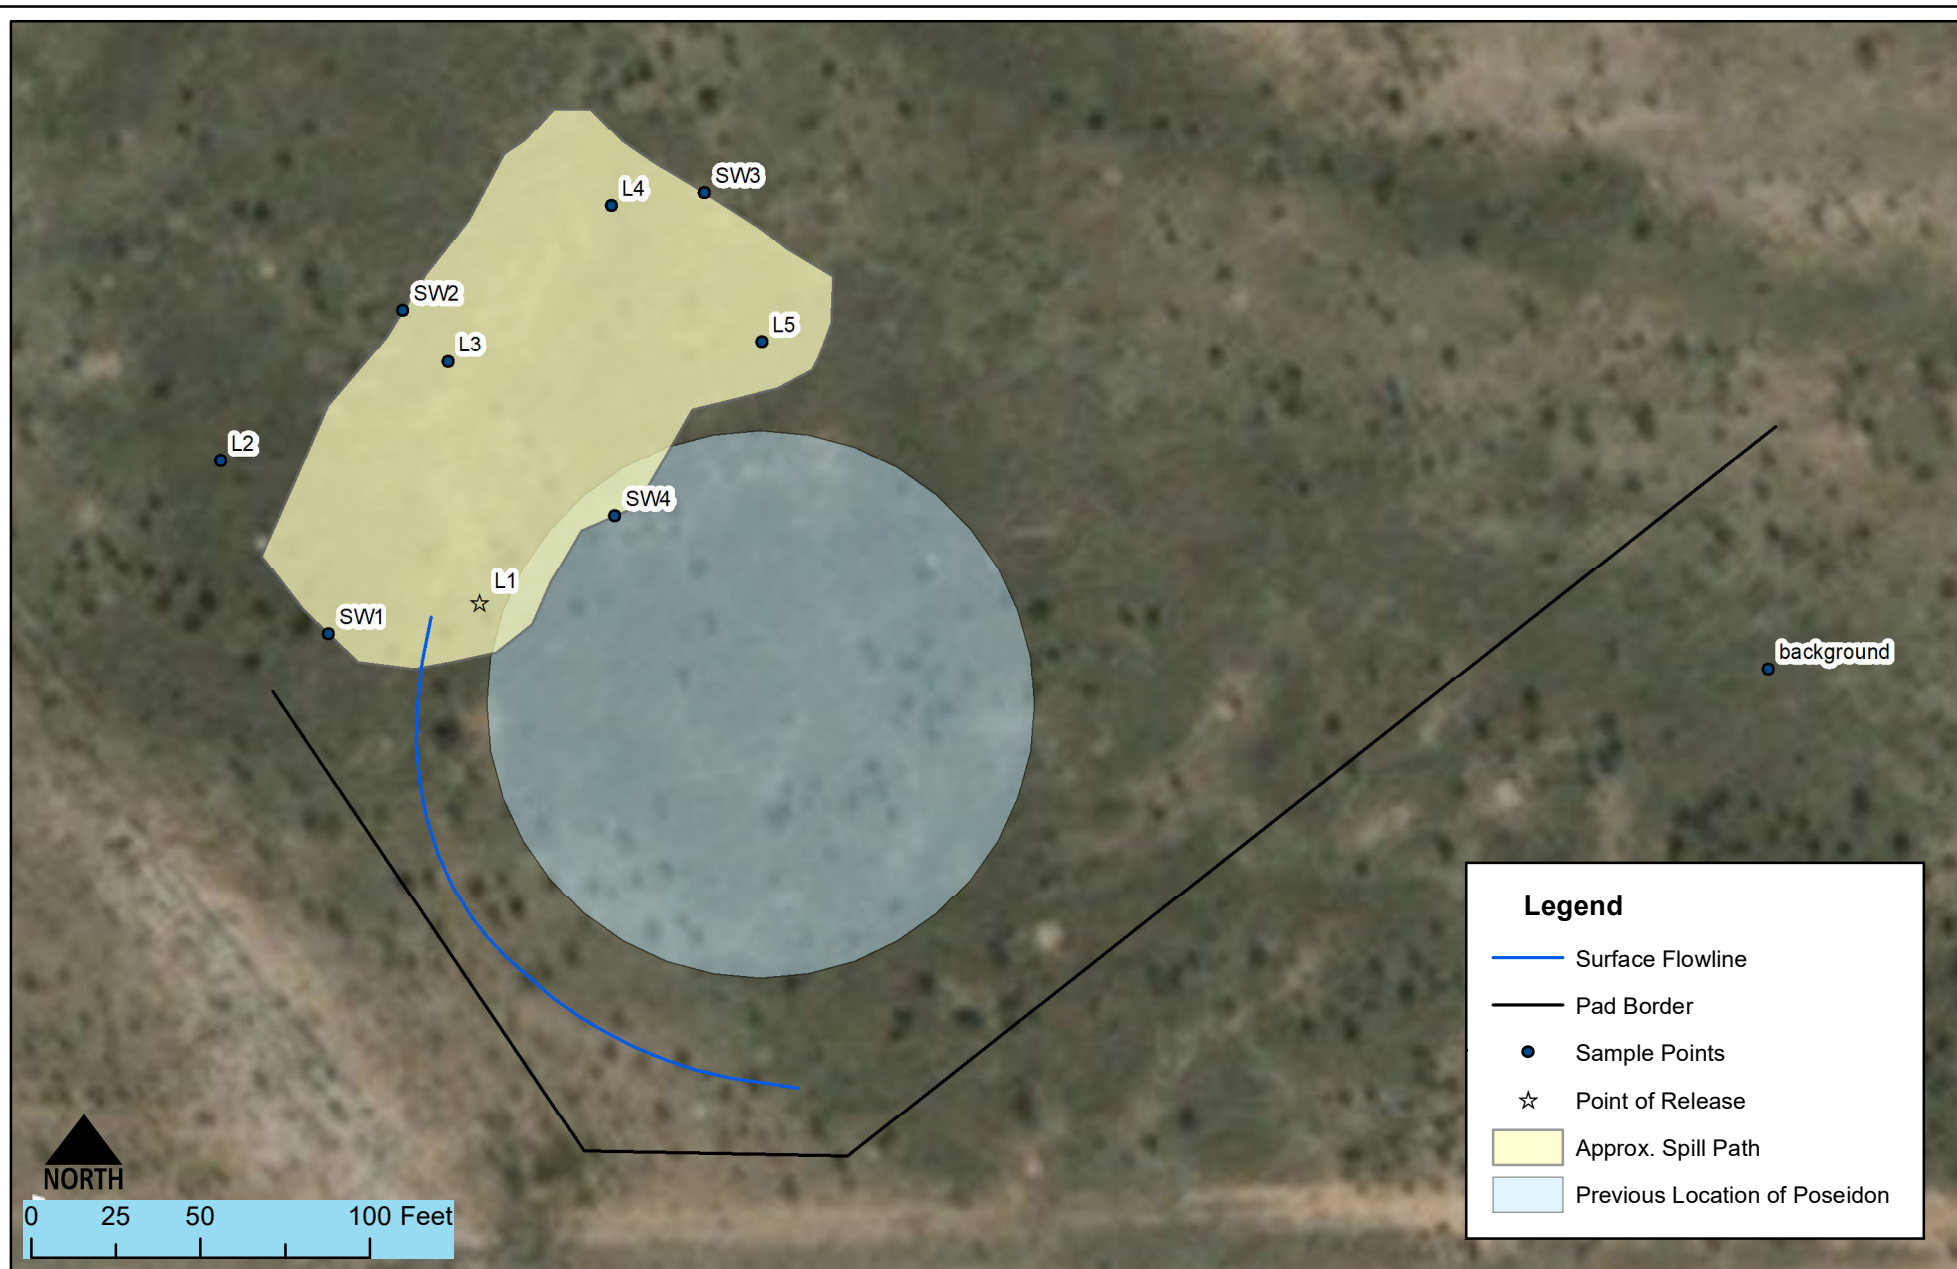 SW3
L4
SW2
L5
L3
L2
SW4
L1
SW1
background
Legend
Surface Flowline
Pad Border
Sample Points
Point of Release
Approx. Spill Path
Previous Location of Poseidon
NORTH
0 25 50 100 Feet